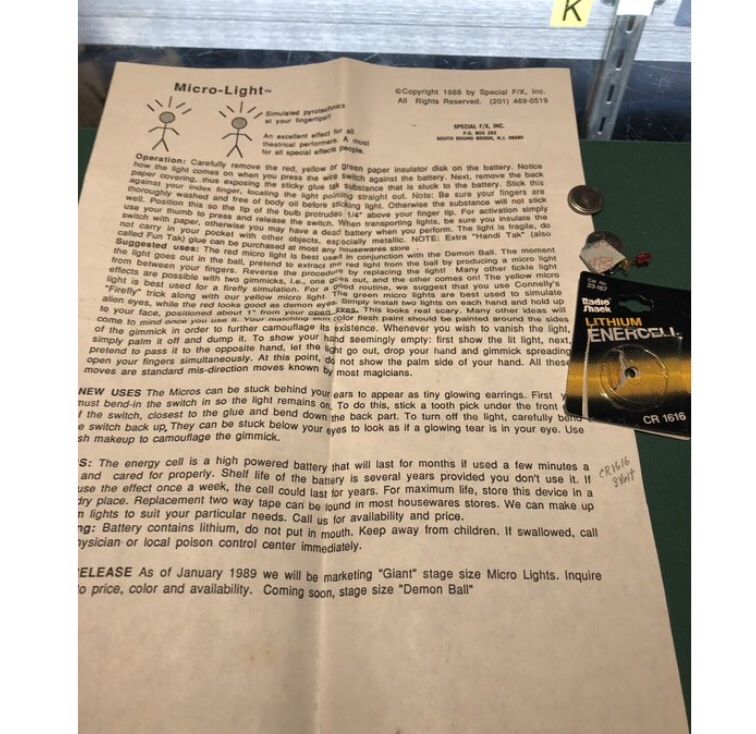 K
Micro-Light™
©Copyright 1988 by Special F/X, Inc.
All Rights Reserved. (201) 469-0519
Simulated pyrotechnics
at your fingertips!!
An excellent effect for all
theatrical performers. A must
for all special effects people.
SPECIAL F/X, INC.
P.O. BOX
SOUTH BOUND BROOK, N.J.
Operation: Carefully remove the red, yellow or green paper insulator disk on the battery. Notice
how the light comes on when you press the wire switch against the battery. Next, remove the back
paper covering, thus exposing the sticky glue tak substance that is stuck to the battery. Stick this
against your index finger, locating the light pointing straight out. Note: Be sure your fingers are
thoroughly washed and free of body oil before sticking light. Otherwise the substance will not stick
well. Position this so the tip of the bulb protrudes 1/4" above your finger tip. For activation simply
use your thumb to press and release the switch. When transporting lights, be sure you insulate the
switch with paper, otherwise you may have a dead battery when you perform. The light is fragile, do
not carry in your pocket with other objects, especially metallic. NOTE: Extra "Handi Tak" (also
called Fun Tak) glue can be purchased at most any housewares store.
Suggested uses: The red micro light is best used in conjunction with the Demon Ball. The moment
the light goes out in the ball, pretend to extract the red light from the ball by producing a micro light
from between your fingers. Reverse the procedure by replacing the light! Many other fickle light
effects are possible with two gimmicks, i.e., one goes out, and the other comes on! The yellow micro
light is best used for a firefly simulation. For a good routine, we suggest that you use Connelly's
"Firefly" trick along with our yellow micro light. The green micro lights are best used to simulate
alien eyes, while the red looks good as demon eyes. Simply install two lights on each hand and hold up
to your face, positioned about 1" from your open eyes. This looks real scary. Many other ideas will
come to mind once you use it. Your matching skin color flesh paint should be painted around the sides
of the gimmick in order to further camouflage its existence. Whenever you wish to vanish the light,
simply palm it off and dump it. To show your hand seemingly empty: first show the lit light, next,
pretend to pass it to the opposite hand, let the light go out, drop your hand and gimmick spreading
open your fingers simultaneously. At this point, do not show the palm side of your hand. All these
moves are standard mis-direction moves known by most magicians.
NEW USES The Micros can be stuck behind your ears to appear as tiny glowing earrings. First
must bend-in the switch in so the light remains on. To do this, stick a tooth pick under the front
f the switch, closest to the glue and bend down the back part. To turn off the light, carefully bend
e switch back up, They can be stuck below your eyes to look as if a glowing tear is in your eye. Use
sh makeup to camouflage the gimmick.
S: The energy cell is a high powered battery that will last for months if used a few minutes a
and cared for properly. Shelf life of the battery is several years provided you don't use it. If
use the effect once a week, the cell could last for years. For maximum life, store this device in a
dry place. Replacement two way tape can be found in most housewares stores. We can make up
n lights to suit your particular needs. Call us for availability and price.
ng: Battery contains lithium, do not put in mouth. Keep away from children. If swallowed, call
ysician or local poison control center immediately.
ELEASE As of January 1989 we will be marketing "Giant" stage size Micro Lights. Inquire
o price, color and availability. Coming soon, stage size "Demon Ball"
CR1616
3 Volt
Cat. No.
23-167
Radio Shack
LITHIUM
ENERCELL
CR 1616